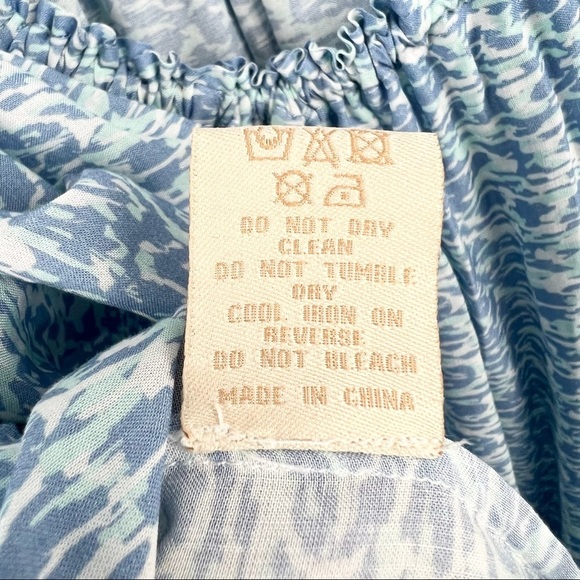 DO NOT DRY
CLEAN
DO NOT TUMBLE
DRY
COOL IRON ON
REVERSE
DO NOT BLEACH
MADE IN CHINA